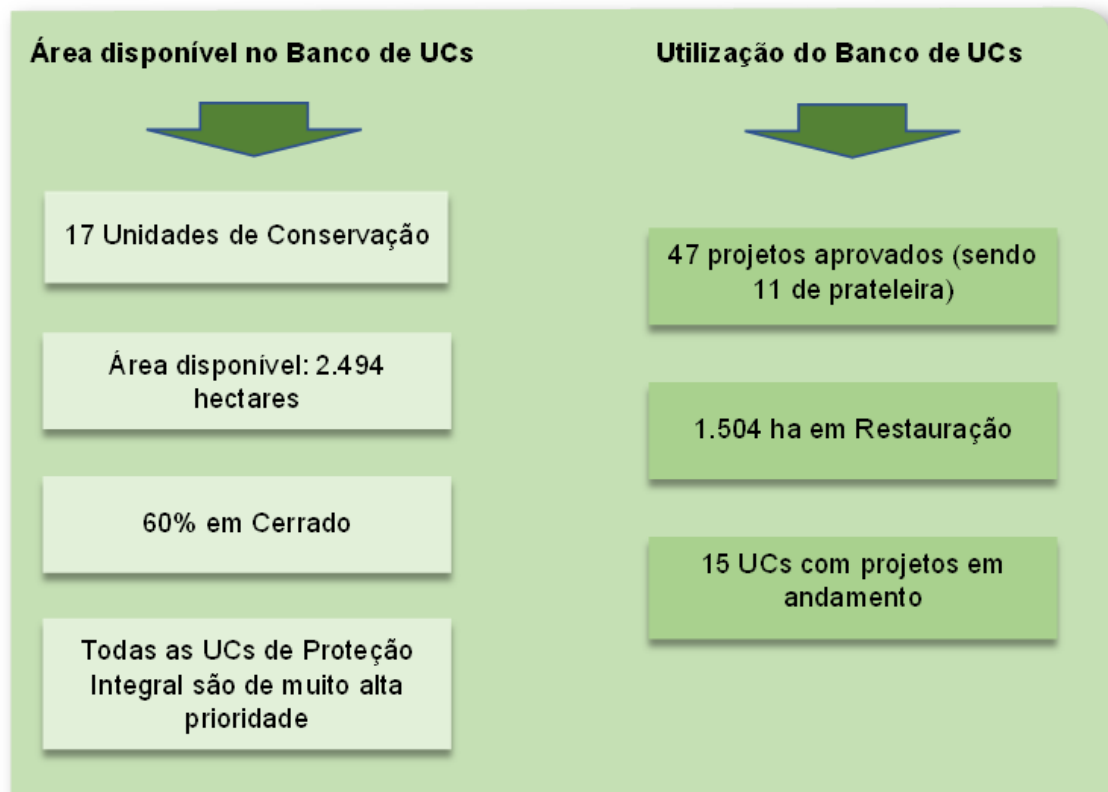 Área disponível no Banco de UCs
17 Unidades de Conservação
Área disponível: 2.494
hectares
60% em Cerrado
Todas as UCs de Proteção
Integral são de muito alta
prioridade
Utilização do Banco de UCs
47 projetos aprovados (sendo
11 de prateleira)
1.504 ha em Restauração
15 UCs com projetos em
andamento